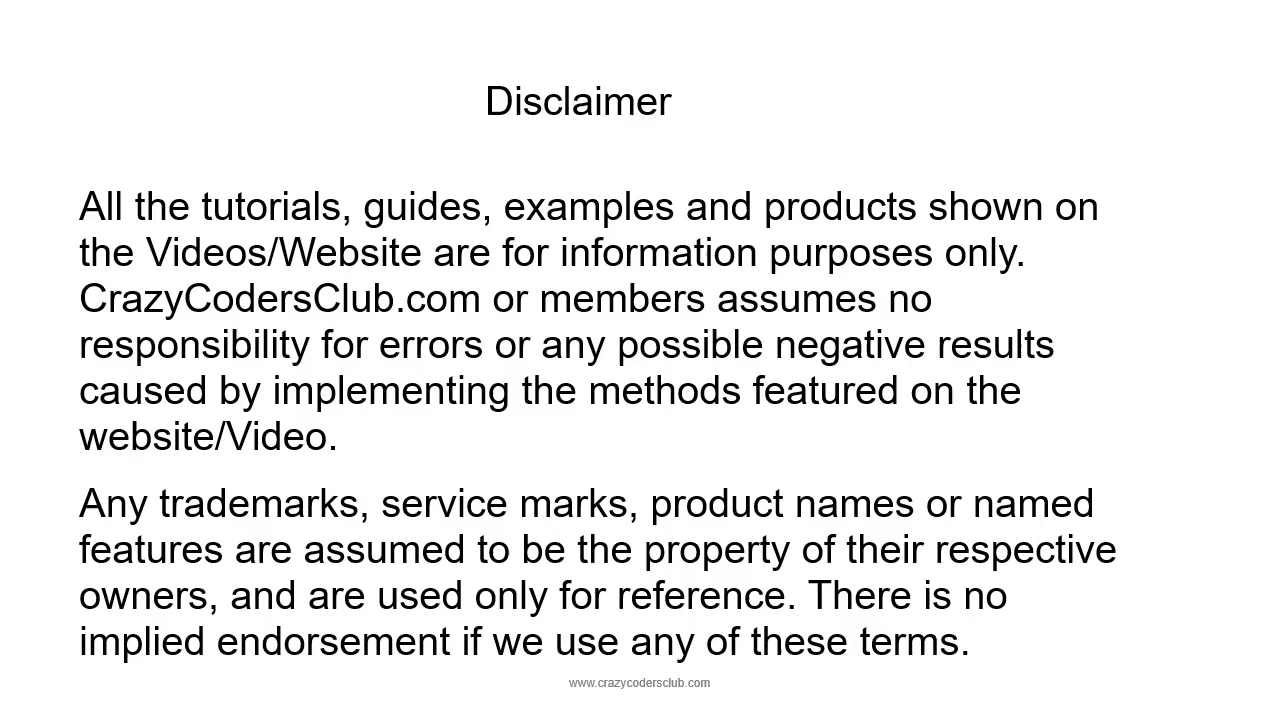 Disclaimer
All the tutorials, guides, examples and products shown on
the Videos/Website are for information purposes only.
CrazyCodersClub.com or members assumes no
responsibility for errors or any possible negative results
caused by implementing the methods featured on the
website/Video.
Any trademarks, service marks, product names or named
features are assumed to be the property of their respective
owners, and are used only for reference. There is no
implied endorsement if we use any of these terms.
www.crazycodersclub.com